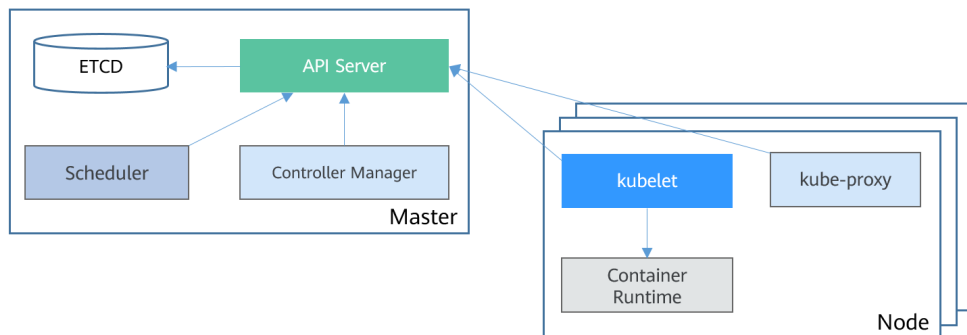 ETCD
API Server
Scheduler
Controller Manager
Master
kubelet
kube-proxy
Container
Runtime
Node